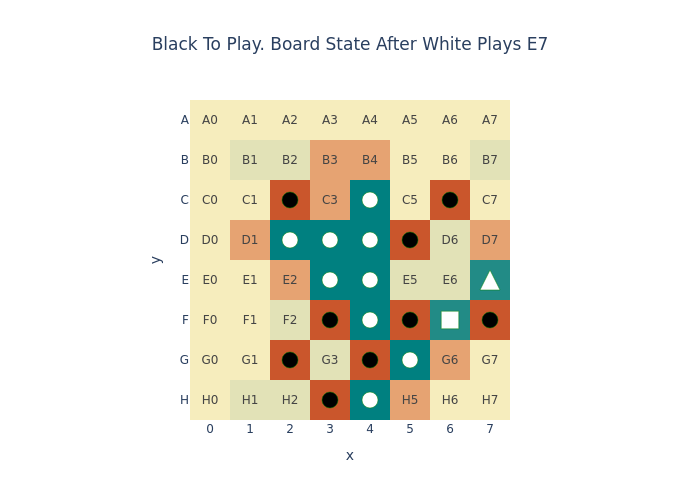 Black To Play. Board State After White Plays E7
A A0 A1 A2 A3 A4 A5 A6 A7
B B0 B1 B2 B3 B4 B5 B6 B7
C C0 C1 C3 C5 C7
D D0 D1 D6 D7
E E0 E1 E2 E5 E6
F F0 F1 F2
G G0 G1 G3 G6 G7
H H0 H1 H2 H5 H6 H7
0 1 2 3 4 5 6 7
x
y